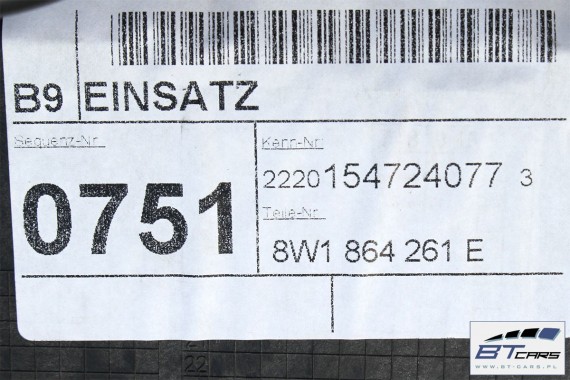 B9 EINSATZ
Sequenz-Nr.
0751
Kenn-Nr.
2220154724077 3
Teile-Nr.
8W1 864 261 E
22
BT CARS
WWW.BT-CARS.PL